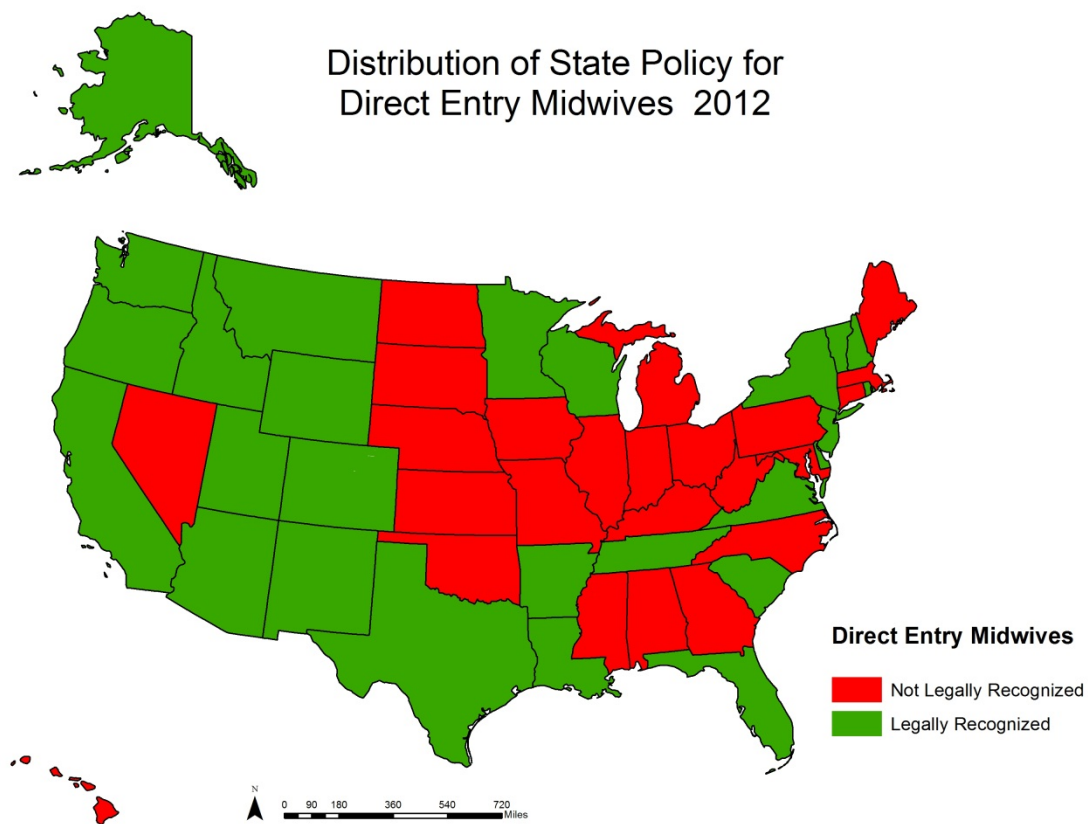 Distribution of State Policy for
Direct Entry Midwives 2012
Direct Entry Midwives
Not Legally Recognized
Legally Recognized
N
0 90 180 360 540 720
Miles